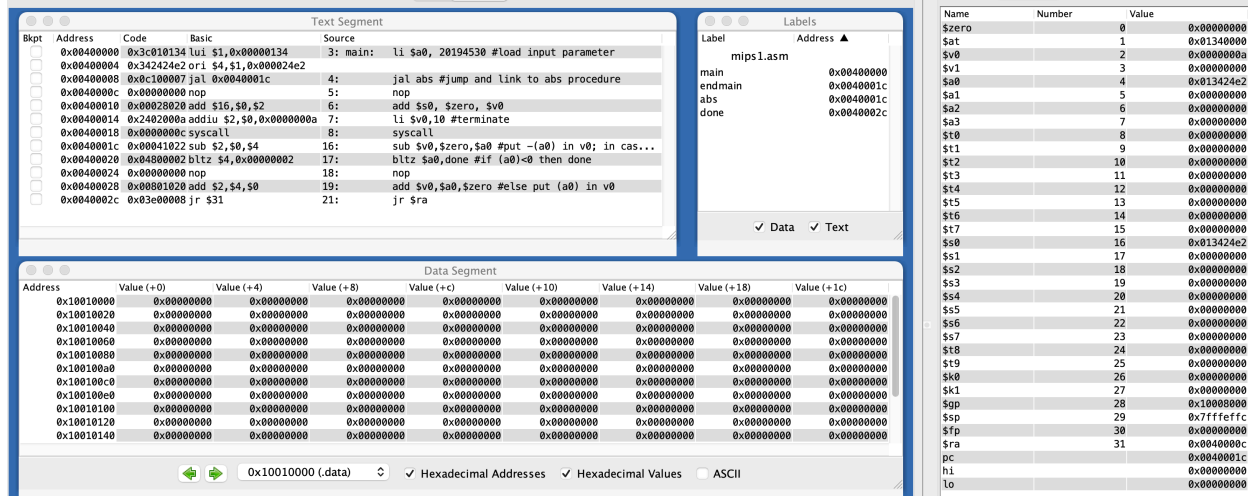 Text Segment
Bkpt Address Code Basic Source
0x00400000 0x3c010134 lui $1,0x00000134 3: main: li $a0, 20194530 #load input parameter
0x00400004 0x342424e2 ori $4,$1,0x000024e2
0x00400008 0x0c100007 jal 0x0040001c 4: jal abs #jump and link to abs procedure
0x0040000c 0x00000000 nop 5: nop
0x00400010 0x00028020 add $16,$0,$2 6: add $s0, $zero, $v0
0x00400014 0x2402000a addiu $2,$0,0x0000000a 7: li $v0,10 #terminate
0x00400018 0x0000000c syscall 8: syscall
0x0040001c 0x00041022 sub $2,$0,$4 16: sub $v0,$zero,$a0 #put -(a0) in v0; in cas...
0x00400020 0x04800002 bltz $4,0x00000002 17: bltz $a0,done #if (a0)<0 then done
0x00400024 0x00000000 nop 18: nop
0x00400028 0x00801020 add $2,$4,$0 19: add $v0,$a0,$zero #else put (a0) in v0
0x0040002c 0x03e00008 jr $31 21: jr $ra
Labels
Label Address ▲
mips1.asm
main 0x00400000
endmain 0x0040001c
abs 0x0040001c
done 0x0040002c
✓ Data ✓ Text
Data Segment
Address Value (+0) Value (+4) Value (+8) Value (+c) Value (+10) Value (+14) Value (+18) Value (+1c)
0x10010000 0x00000000 0x00000000 0x00000000 0x00000000 0x00000000 0x00000000 0x00000000 0x00000000
0x10010020 0x00000000 0x00000000 0x00000000 0x00000000 0x00000000 0x00000000 0x00000000 0x00000000
0x10010040 0x00000000 0x00000000 0x00000000 0x00000000 0x00000000 0x00000000 0x00000000 0x00000000
0x10010060 0x00000000 0x00000000 0x00000000 0x00000000 0x00000000 0x00000000 0x00000000 0x00000000
0x10010080 0x00000000 0x00000000 0x00000000 0x00000000 0x00000000 0x00000000 0x00000000 0x00000000
0x100100a0 0x00000000 0x00000000 0x00000000 0x00000000 0x00000000 0x00000000 0x00000000 0x00000000
0x100100c0 0x00000000 0x00000000 0x00000000 0x00000000 0x00000000 0x00000000 0x00000000 0x00000000
0x100100e0 0x00000000 0x00000000 0x00000000 0x00000000 0x00000000 0x00000000 0x00000000 0x00000000
0x10010100 0x00000000 0x00000000 0x00000000 0x00000000 0x00000000 0x00000000 0x00000000 0x00000000
0x10010120 0x00000000 0x00000000 0x00000000 0x00000000 0x00000000 0x00000000 0x00000000 0x00000000
0x10010140 0x00000000 0x00000000 0x00000000 0x00000000 0x00000000 0x00000000 0x00000000 0x00000000
0x10010000 (.data) ✓ Hexadecimal Addresses ✓ Hexadecimal Values ASCII
Name Number Value
$zero 0 0x00000000
$at 1 0x01340000
$v0 2 0x0000000a
$v1 3 0x00000000
$a0 4 0x013424e2
$a1 5 0x00000000
$a2 6 0x00000000
$a3 7 0x00000000
$t0 8 0x00000000
$t1 9 0x00000000
$t2 10 0x00000000
$t3 11 0x00000000
$t4 12 0x00000000
$t5 13 0x00000000
$t6 14 0x00000000
$t7 15 0x00000000
$s0 16 0x013424e2
$s1 17 0x00000000
$s2 18 0x00000000
$s3 19 0x00000000
$s4 20 0x00000000
$s5 21 0x00000000
$s6 22 0x00000000
$s7 23 0x00000000
$t8 24 0x00000000
$t9 25 0x00000000
$k0 26 0x00000000
$k1 27 0x00000000
$gp 28 0x10008000
$sp 29 0x7fffeffc
$fp 30 0x00000000
$ra 31 0x0040000c
pc 0x0040001c
hi 0x00000000
lo 0x00000000